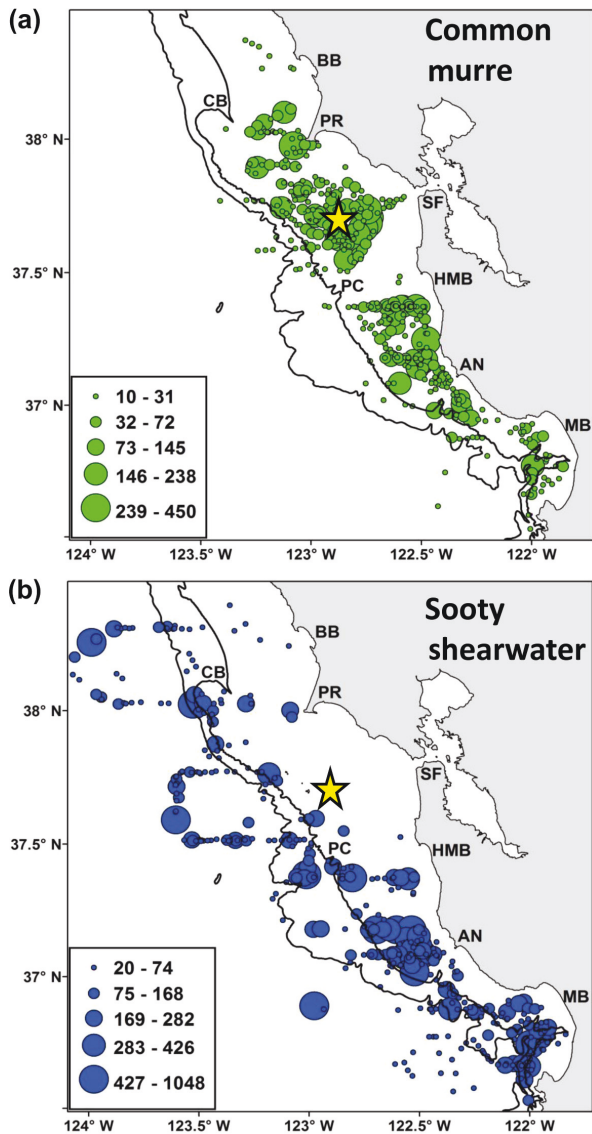 (a)
Common
murre
BB
CB
38° N
PR
SF
37.5° N
PC
HMB
AN
37° N
MB
10 - 31
32 - 72
73 - 145
146 - 238
239 - 450
124° W
123.5° W
123° W
122.5° W
122° W
(b)
Sooty
shearwater
BB
CB
PR
38° N
SF
37.5° N
PC
HMB
AN
37° N
MB
20 - 74
75 - 168
169 - 282
283 - 426
427 - 1048
124° W
123.5° W
123° W
122.5° W
122° W